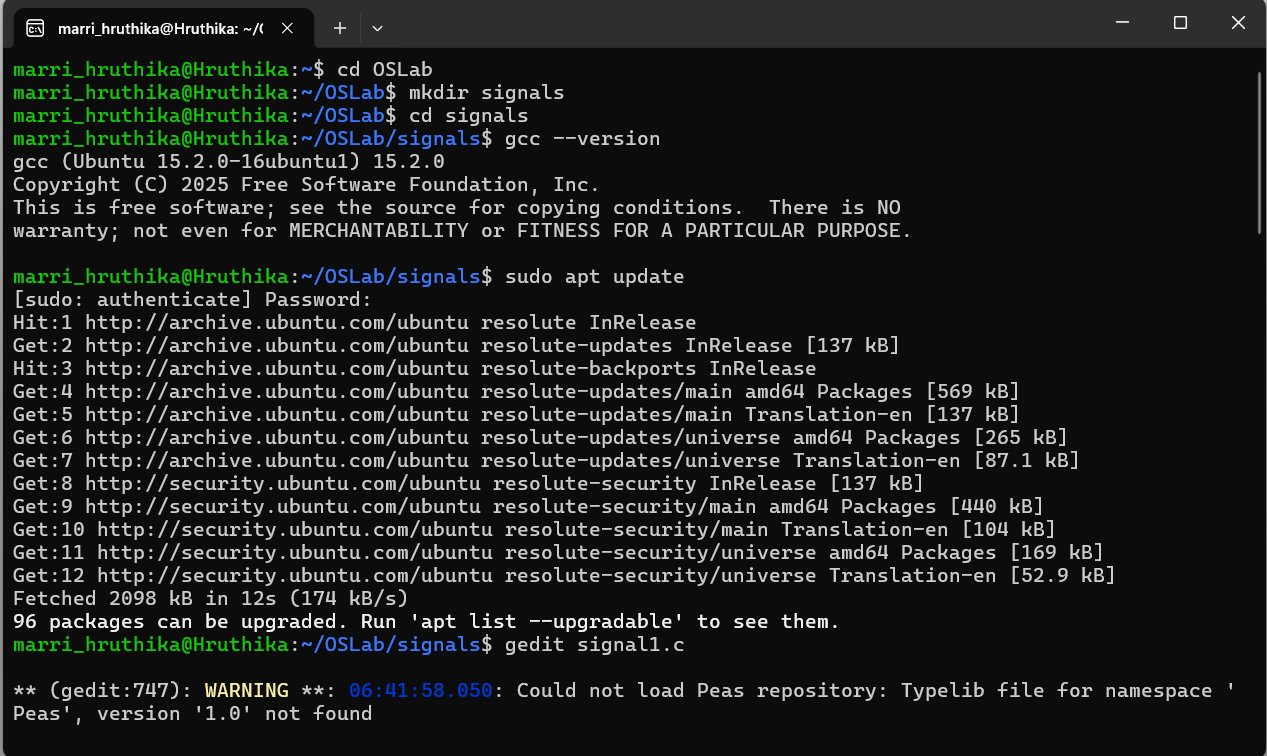 marri_hruthika@Hruthika: ~/(
marri_hruthika@Hruthika:~$ cd OSLab
marri_hruthika@Hruthika:~/OSLab$ mkdir signals
marri_hruthika@Hruthika:~/OSLab$ cd signals
marri_hruthika@Hruthika:~/OSLab/signals$ gcc --version
gcc (Ubuntu 15.2.0-16ubuntu1) 15.2.0
Copyright (C) 2025 Free Software Foundation, Inc.
This is free software; see the source for copying conditions.  There is NO
warranty; not even for MERCHANTABILITY or FITNESS FOR A PARTICULAR PURPOSE.
marri_hruthika@Hruthika:~/OSLab/signals$ sudo apt update
[sudo: authenticate] Password:
Hit:1 http://archive.ubuntu.com/ubuntu resolute InRelease
Get:2 http://archive.ubuntu.com/ubuntu resolute-updates InRelease [137 kB]
Hit:3 http://archive.ubuntu.com/ubuntu resolute-backports InRelease
Get:4 http://archive.ubuntu.com/ubuntu resolute-updates/main amd64 Packages [569 kB]
Get:5 http://archive.ubuntu.com/ubuntu resolute-updates/main Translation-en [137 kB]
Get:6 http://archive.ubuntu.com/ubuntu resolute-updates/universe amd64 Packages [265 kB]
Get:7 http://archive.ubuntu.com/ubuntu resolute-updates/universe Translation-en [87.1 kB]
Get:8 http://security.ubuntu.com/ubuntu resolute-security InRelease [137 kB]
Get:9 http://security.ubuntu.com/ubuntu resolute-security/main amd64 Packages [440 kB]
Get:10 http://security.ubuntu.com/ubuntu resolute-security/main Translation-en [104 kB]
Get:11 http://security.ubuntu.com/ubuntu resolute-security/universe amd64 Packages [169 kB]
Get:12 http://security.ubuntu.com/ubuntu resolute-security/universe Translation-en [52.9 kB]
Fetched 2098 kB in 12s (174 kB/s)
96 packages can be upgraded. Run 'apt list --upgradable' to see them.
marri_hruthika@Hruthika:~/OSLab/signals$ gedit signal1.c
** (gedit:747): WARNING **: 06:41:58.050: Could not load Peas repository: Typelib file for namespace '
Peas', version '1.0' not found